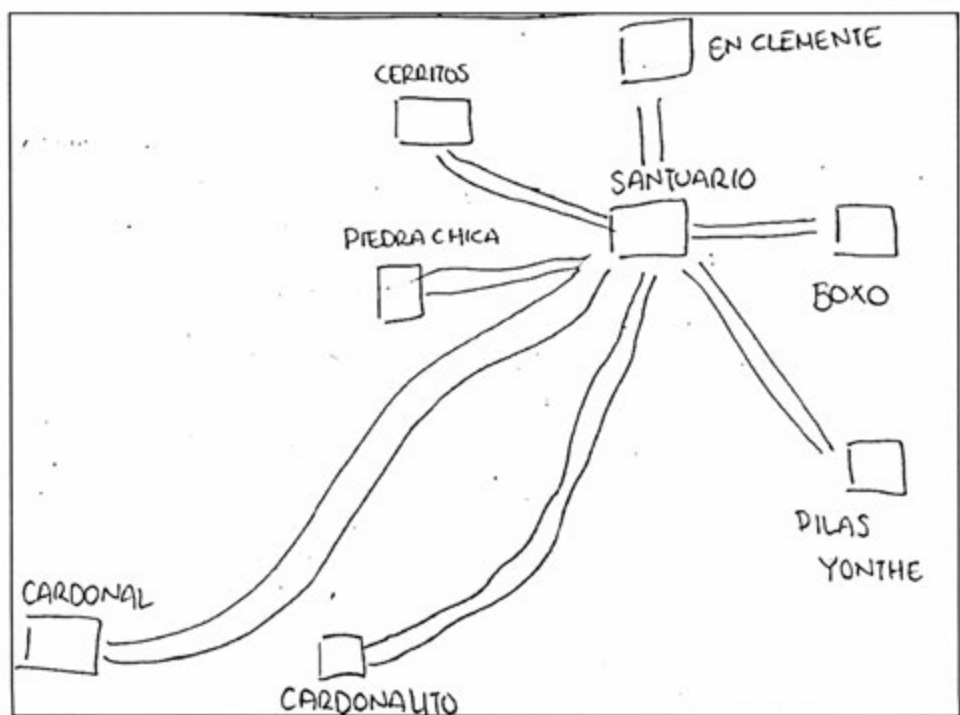 EN CLEMENTE
CERRITOS
SANTUARIO
PIEDRA CHICA
BOXO
PILAS
YONTHE
CARDONAL
CARDONALITO